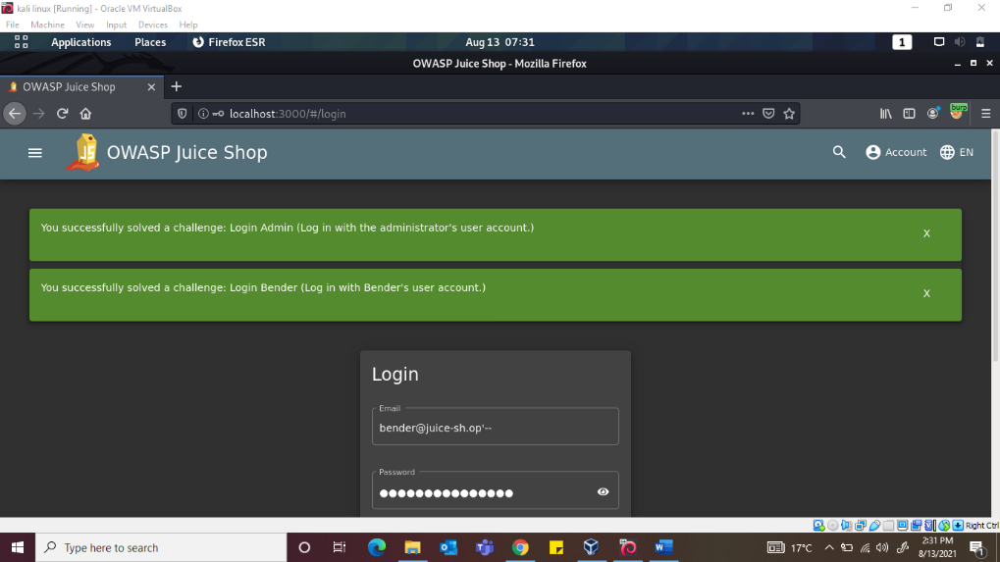 kali linux [Running] - Oracle VM VirtualBox
File Machine View Input Devices Help
Applications Places Firefox ESR Aug 13 07:31 1
OWASP Juice Shop - Mozilla Firefox
OWASP Juice Shop
localhost:3000/#/login
burp
JS OWASP Juice Shop Account EN
You successfully solved a challenge: Login Admin (Log in with the administrator's user account.) X
You successfully solved a challenge: Login Bender (Log in with Bender's user account.) X
Login
Email
bender@juice-sh.op'--
Password
Right Ctrl
Type here to search
17°C
2:31 PM
8/13/2021
1